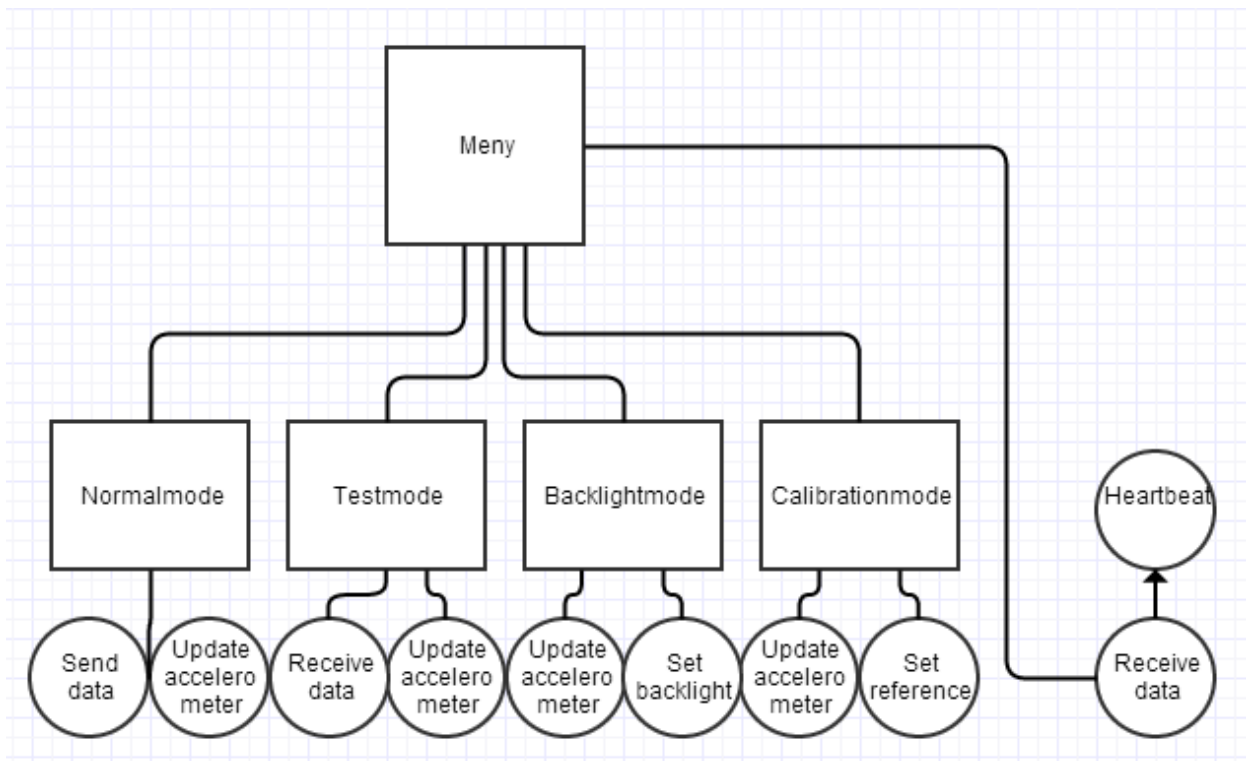 Meny
Normalmode
Testmode
Backlightmode
Calibrationmode
Heartbeat
Send
data
Update
accelero
meter
Receive
data
Update
accelero
meter
Update
accelero
meter
Set
backlight
Update
accelero
meter
Set
reference
Receive
data